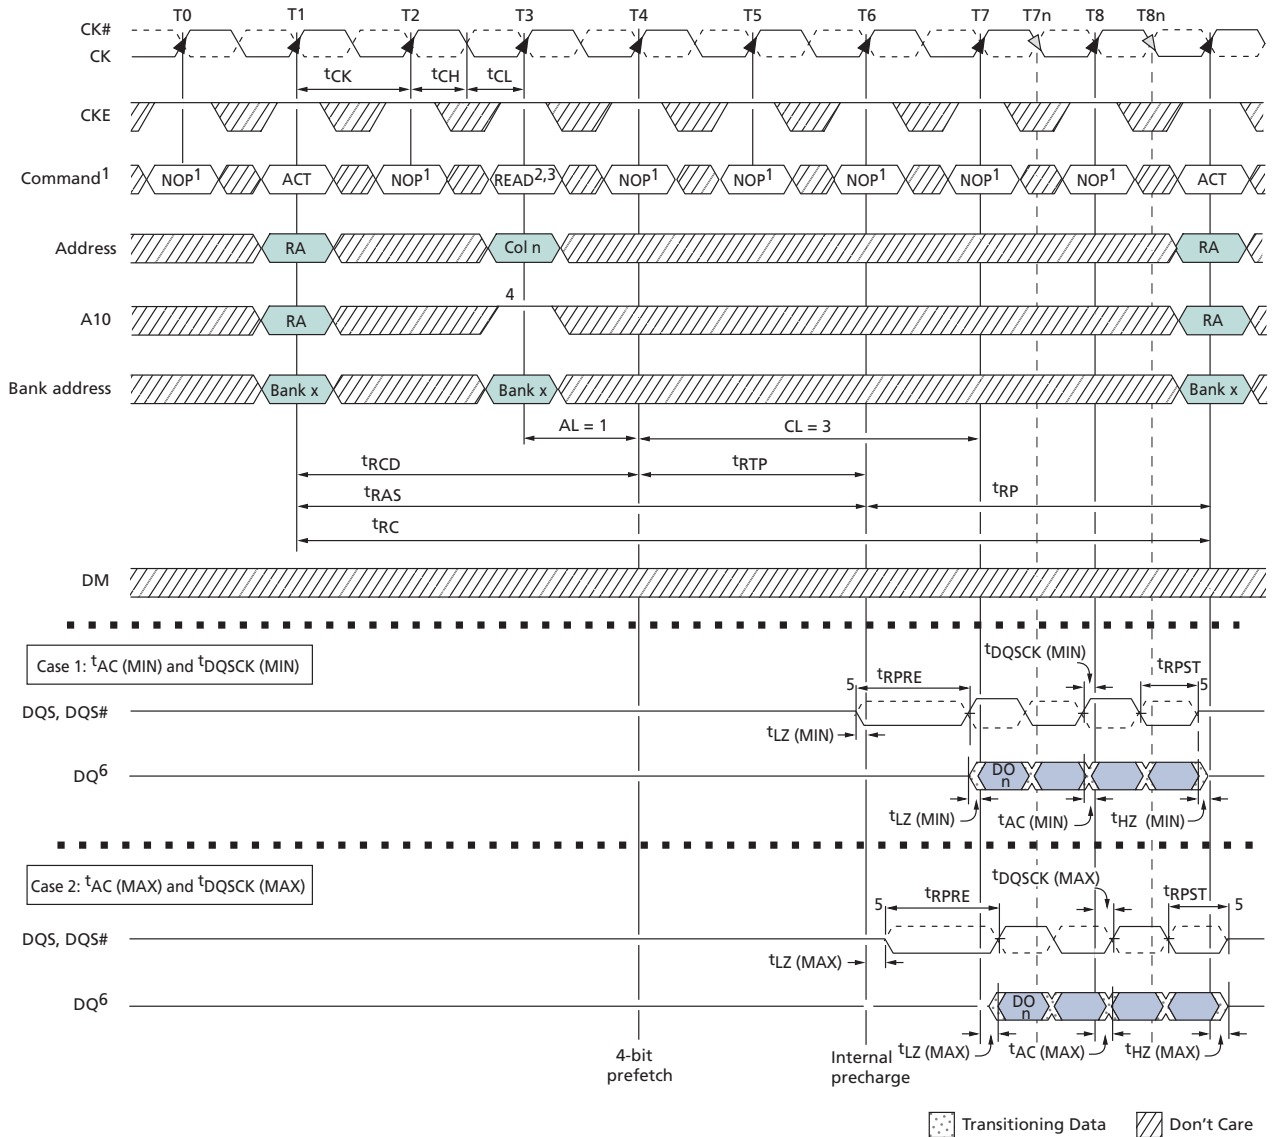 T0 T1 T2 T3 T4 T5 T6 T7 T7n T8 T8n
CK#
CK
tCK tCH tCL
CKE
Command1 NOP1 ACT NOP1 READ2,3 NOP1 NOP1 NOP1 NOP1 NOP1 ACT
Address RA Col n RA
4
A10 RA RA
Bank address Bank x Bank x Bank x
AL = 1 CL = 3
tRCD tRTP
tRAS tRP
tRC
DM
Case 1: tAC (MIN) and tDQSCK (MIN)
tDQSCK (MIN)
5 tRPRE tRPST 5
DQS, DQS#
tLZ (MIN)
DQ6 DO
n
tLZ (MIN) tAC (MIN) tHZ (MIN)
Case 2: tAC (MAX) and tDQSCK (MAX)
tDQSCK (MAX)
5 tRPRE tRPST 5
DQS, DQS#
tLZ (MAX)
DQ6 DO
n
tLZ (MAX) tAC (MAX) tHZ (MAX)
4-bit
prefetch
Internal
precharge
Transitioning Data Don't Care